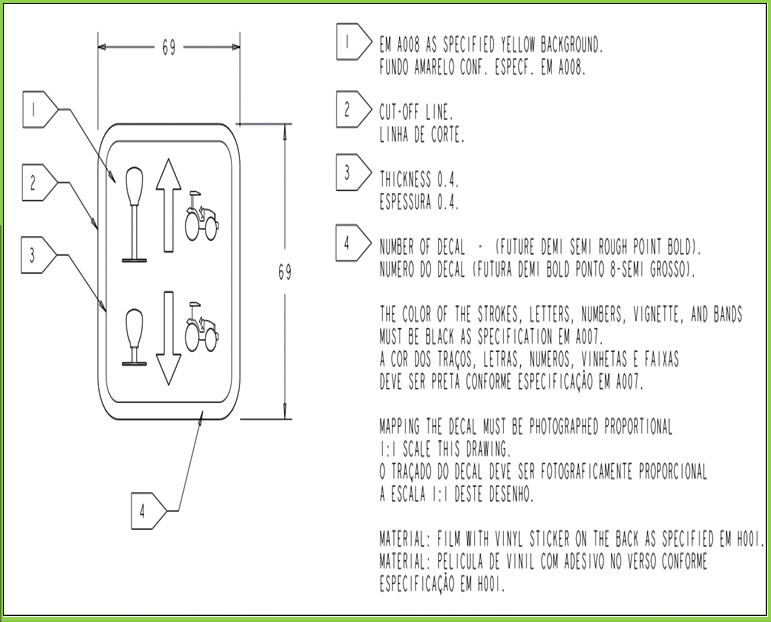 69
1
2
3
69
4
1 EM A008 AS SPECIFIED YELLOW BACKGROUND.
FUNDO AMARELO CONF. ESPECF. EM A008.
2 CUT-OFF LINE.
LINHA DE CORTE.
3 THICKNESS 0.4.
ESPESSURA 0.4.
4 NUMBER OF DECAL - (FUTURE DEMI SEMI ROUGH POINT BOLD).
NUMERO DO DECAL (FUTURA DEMI BOLD PONTO 8-SEMI GROSSO).
THE COLOR OF THE STROKES, LETTERS, NUMBERS, VIGNETTE, AND BANDS
MUST BE BLACK AS SPECIFICATION EM A007.
A COR DOS TRAÇOS, LETRAS, NUMEROS, VINHETAS E FAIXAS
DEVE SER PRETA CONFORME ESPECIFICAÇÃO EM A007.
MAPPING THE DECAL MUST BE PHOTOGRAPHED PROPORTIONAL
1:1 SCALE THIS DRAWING.
O TRAÇADO DO DECAL DEVE SER FOTOGRAFICAMENTE PROPORCIONAL
A ESCALA 1:1 DESTE DESENHO.
MATERIAL: FILM WITH VINYL STICKER ON THE BACK AS SPECIFIED EM H001.
MATERIAL: PELICULA DE VINIL COM ADESIVO NO VERSO CONFORME
ESPECIFICAÇÃO EM H001.